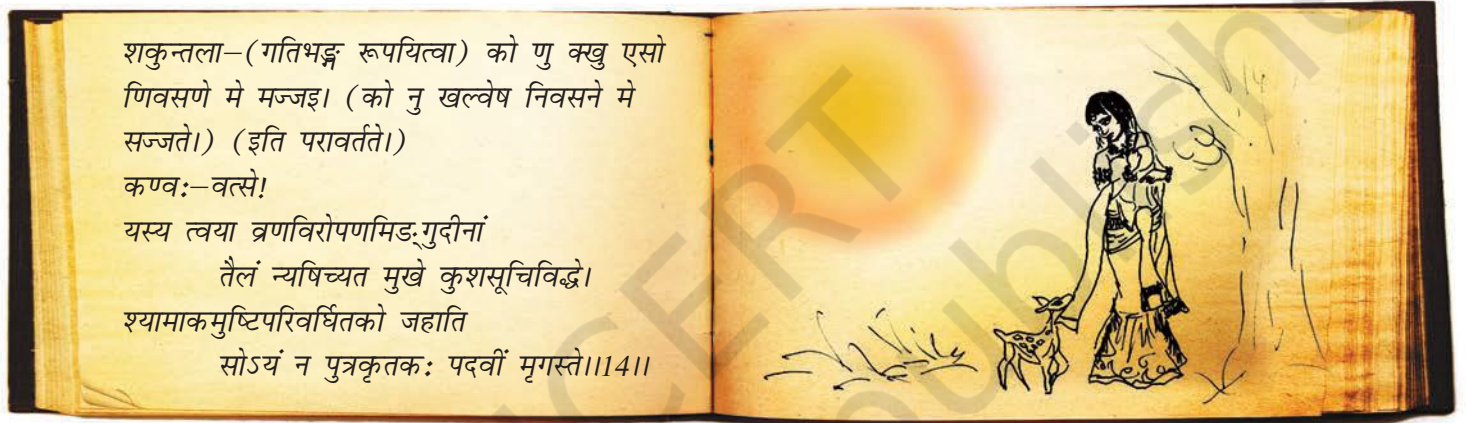 शकुन्तला–(गतिभङ्ग रूपयित्वा) को णु क्खु एसो
णिवसणे मे मज्जइ। (को नु खल्वेष निवसने मे
सज्जते।) (इति परावर्तते।)
कण्व:–वत्से!
यस्य त्वया व्रणविरोपणमिङ्गुदीनां
तैलं न्यषिच्यत मुखे कुशसूचिविद्धे।
श्यामाकमुष्टिपरिवर्धितको जहाति
सोऽयं न पुत्रकृतक: पदवीं मृगस्ते।।14।।